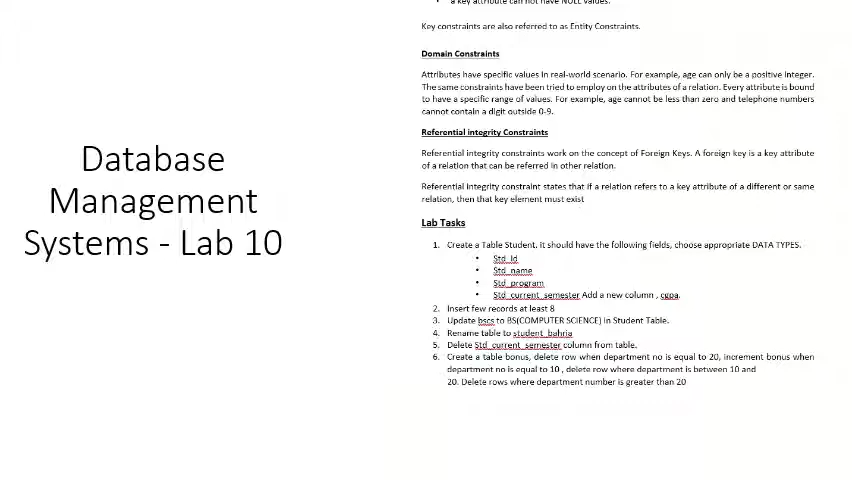 Database
Management
Systems - Lab 10
• a key attribute can not have NULL values.
Key constraints are also referred to as Entity Constraints.
Domain Constraints
Attributes have specific values in real-world scenario. For example, age can only be a positive integer.
The same constraints have been tried to employ on the attributes of a relation. Every attribute is bound
to have a specific range of values. For example, age cannot be less than zero and telephone numbers
cannot contain a digit outside 0-9.
Referential integrity Constraints
Referential integrity constraints work on the concept of Foreign Keys. A foreign key is a key attribute
of a relation that can be referred in other relation.
Referential integrity constraint states that if a relation refers to a key attribute of a different or same
relation, then that key element must exist
Lab Tasks
1. Create a Table Student. it should have the following fields, choose appropriate DATA TYPES.
• Std_Id
• Std_name
• Std_program
• Std_current_semester Add a new column , cgpa.
2. Insert few records at least 8
3. Update bscs to BS(COMPUTER SCIENCE) in Student Table.
4. Rename table to student_bahria
5. Delete Std_current_semester column from table.
6. Create a table bonus, delete row when department no is equal to 20, increment bonus when
department no is equal to 10 , delete row where department is between 10 and
20. Delete rows where department number is greater than 20